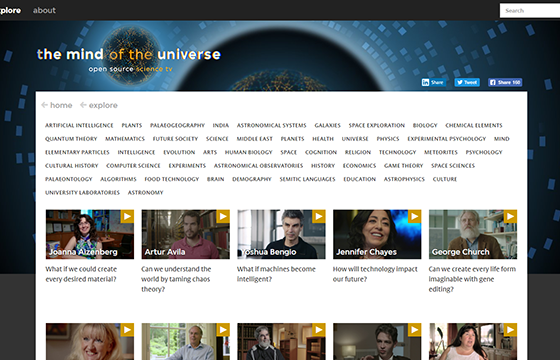 xplore about
Search
the mind of the universe
open source science tv
Share Tweet Share 100
home explore
ARTIFICIAL INTELLIGENCE PLANTS PALAEOGEOGRAPHY INDIA ASTRONOMICAL SYSTEMS GALAXIES SPACE EXPLORATION BIOLOGY CHEMICAL ELEMENTS
QUANTUM THEORY MATHEMATICS FUTURE SOCIETY SCIENCE MIDDLE EAST PLANETS HEALTH UNIVERSE PHYSICS EXPERIMENTAL PSYCHOLOGY MIND
ELEMENTARY PARTICLES INTELLIGENCE EVOLUTION ARTS HUMAN BIOLOGY SPACE COGNITION RELIGION TECHNOLOGY METEORITES PSYCHOLOGY
CULTURAL HISTORY COMPUTER SCIENCE EXPERIMENTS ASTRONOMICAL OBSERVATORIES HISTORY ECONOMICS GAME THEORY SPACE SCIENCES
PALAEONTOLOGY ALGORITHMS FOOD TECHNOLOGY BRAIN DEMOGRAPHY SEMITIC LANGUAGES EDUCATION ASTROPHYSICS CULTURE
UNIVERSITY LABORATORIES ASTRONOMY
Joanna Aizenberg Artur Avila Yoshua Bengio Jennifer Chayes George Church
What if we could create Can we understand the What if machines become How will technology impact Can we create every life form
every desired material? world by taming chaos intelligent? our future? imaginable with gene
theory? editing?